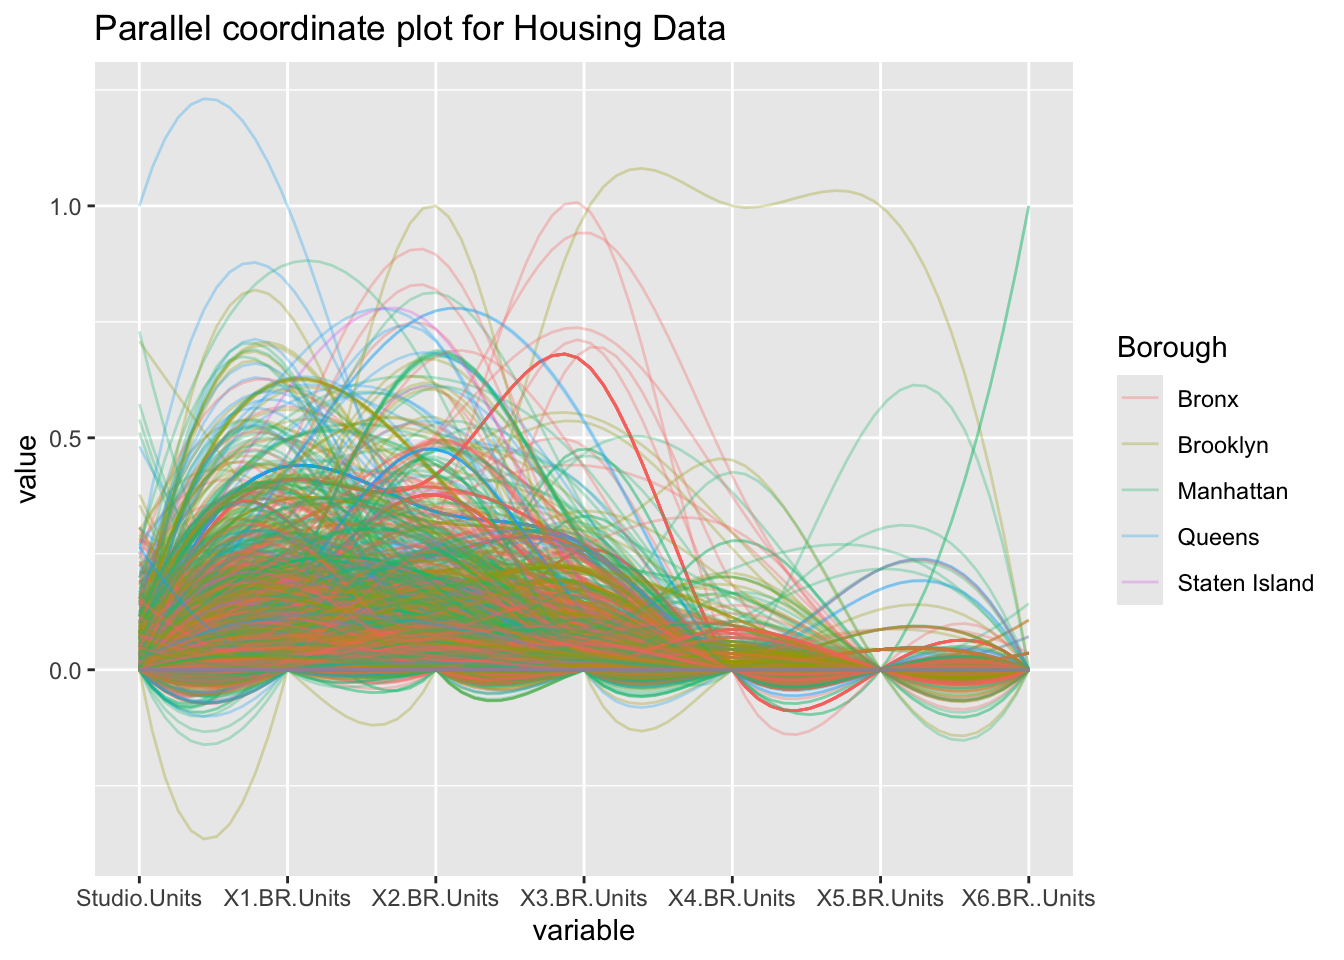 Parallel coordinate plot for Housing Data
1.0
0.5
0.0
value
Studio.Units X1.BR.Units X2.BR.Units X3.BR.Units X4.BR.Units X5.BR.Units X6.BR..Units
variable
Borough
Bronx
Brooklyn
Manhattan
Queens
Staten Island